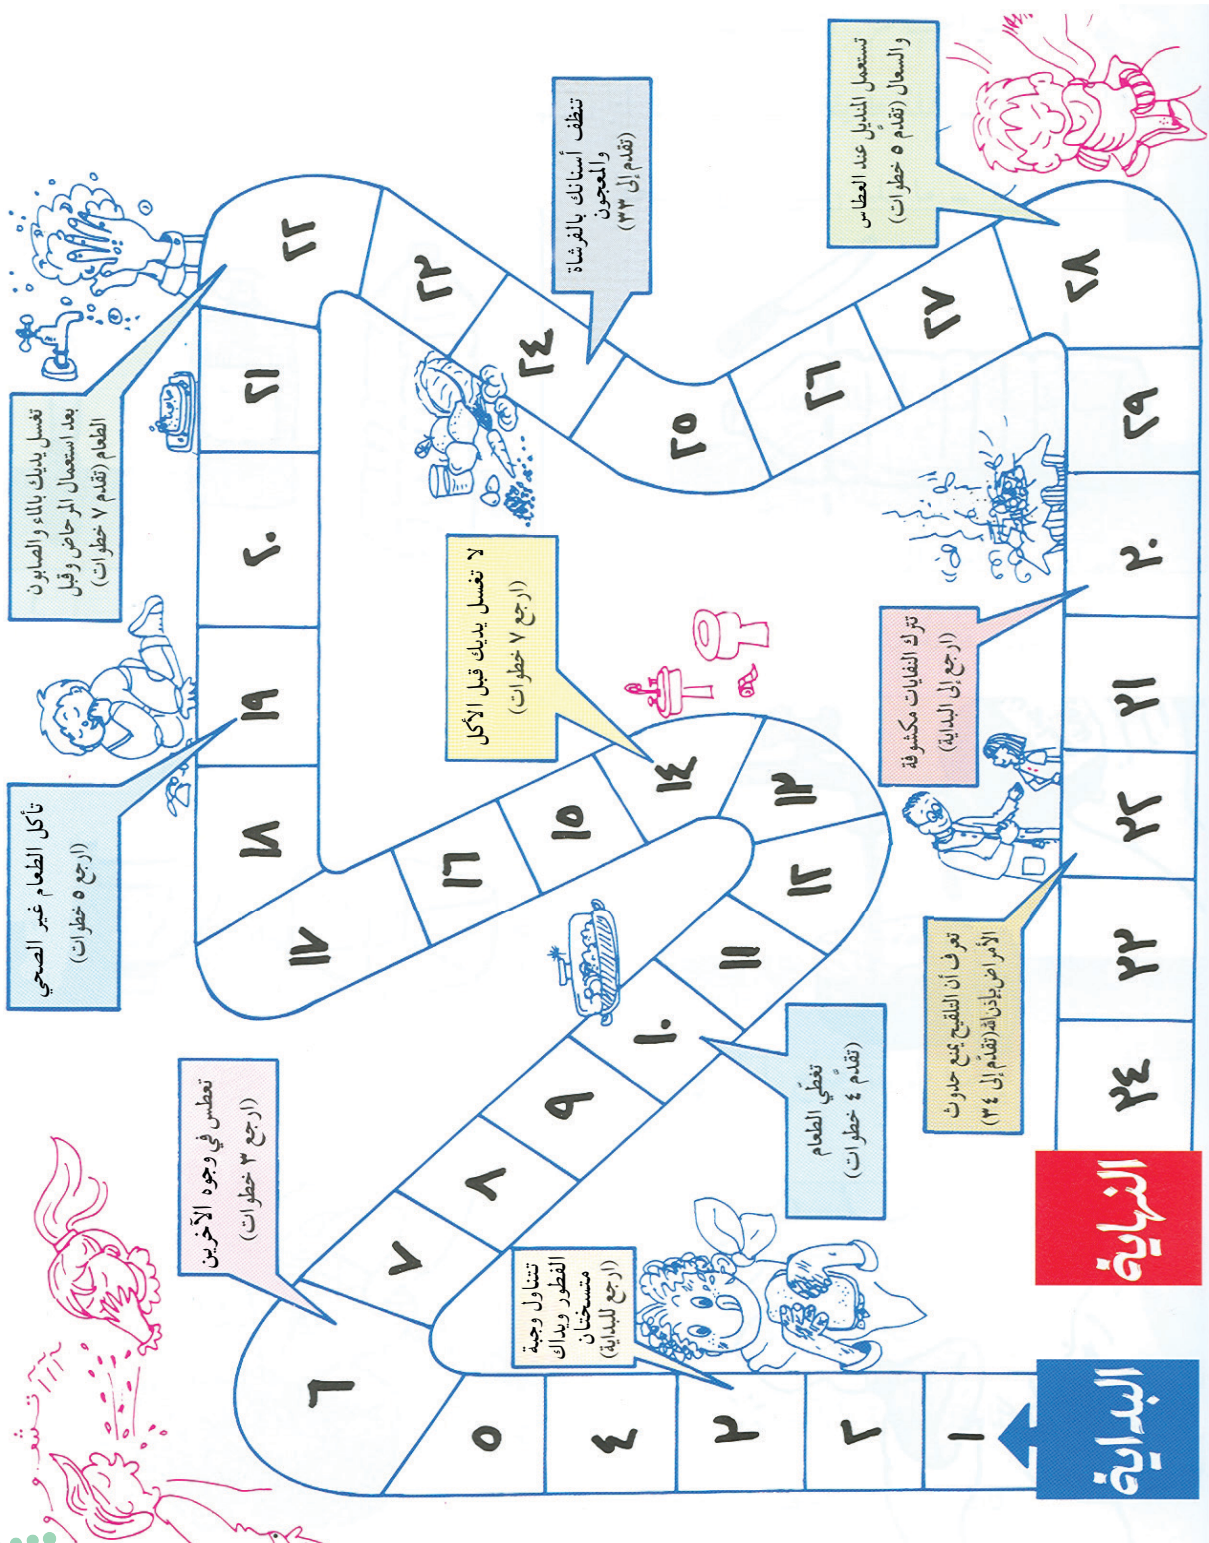 البداية
١
٢
٣
تتناول وجبة
الفطور ويداك
متسختان
(ارجع للبداية)
٤
٥
٦
تعطس في وجوه الآخرين
(ارجع ٣ خطوات)
٧
٨
٩
١٠
تغطّي الطعام
(تقدّم ٤ خطوات)
١١
١٢
١٣
١٤
لا تغسل يديك قبل الأكل
(ارجع ٧ خطوات)
١٥
١٦
١٧
١٨
١٩
تأكل الطعام غير الصحي
(ارجع ٥ خطوات)
٢٠
٢١
٢٢
تغسل يديك بالماء والصابون
بعد استعمال المرحاض وقبل
الطعام (تقدم ٧ خطوات)
٢٣
٢٤
تنظف أسنانك بالفرشاة
والمعجون
(تقدم إلى ٣٣)
٢٥
٢٦
٢٧
٢٨
تستعمل المنديل عند العطاس
والسعال (تقدّم ٥ خطوات)
٢٩
٣٠
تترك النفايات مكشوفة
(ارجع إلى البداية)
٣١
٣٢
تعرف أن التلقيح يمنع حدوث
الأمراض بإذن الله (تقدّم إلى ٣٤)
٣٣
٣٤
النهاية